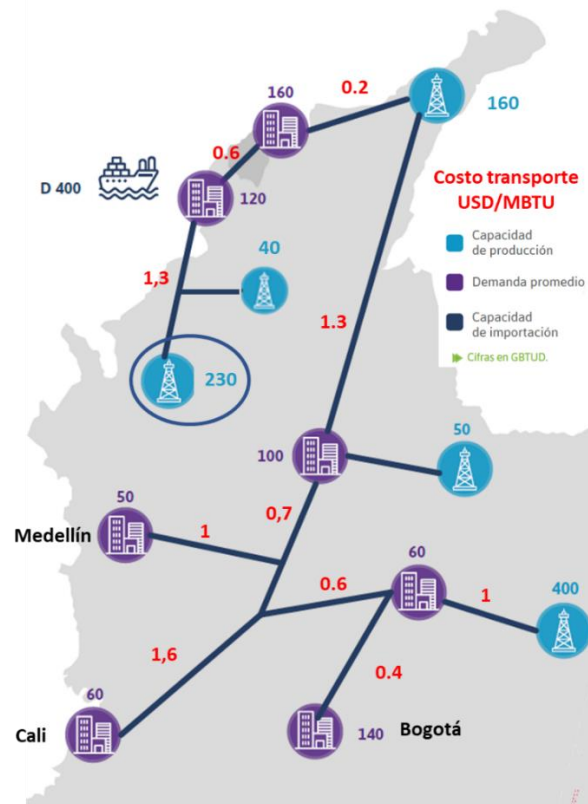 0.2
160
160
0.6
D 400
120
Costo transporte
USD/MBTU
Capacidad
de producción
Demanda promedio
Capacidad
de importación
Cifras en GBTUD.
40
1,3
1.3
230
100
50
0,7
50
Medellín
1
60
0.6
1
400
1,6
0.4
60
Cali
140
Bogotá